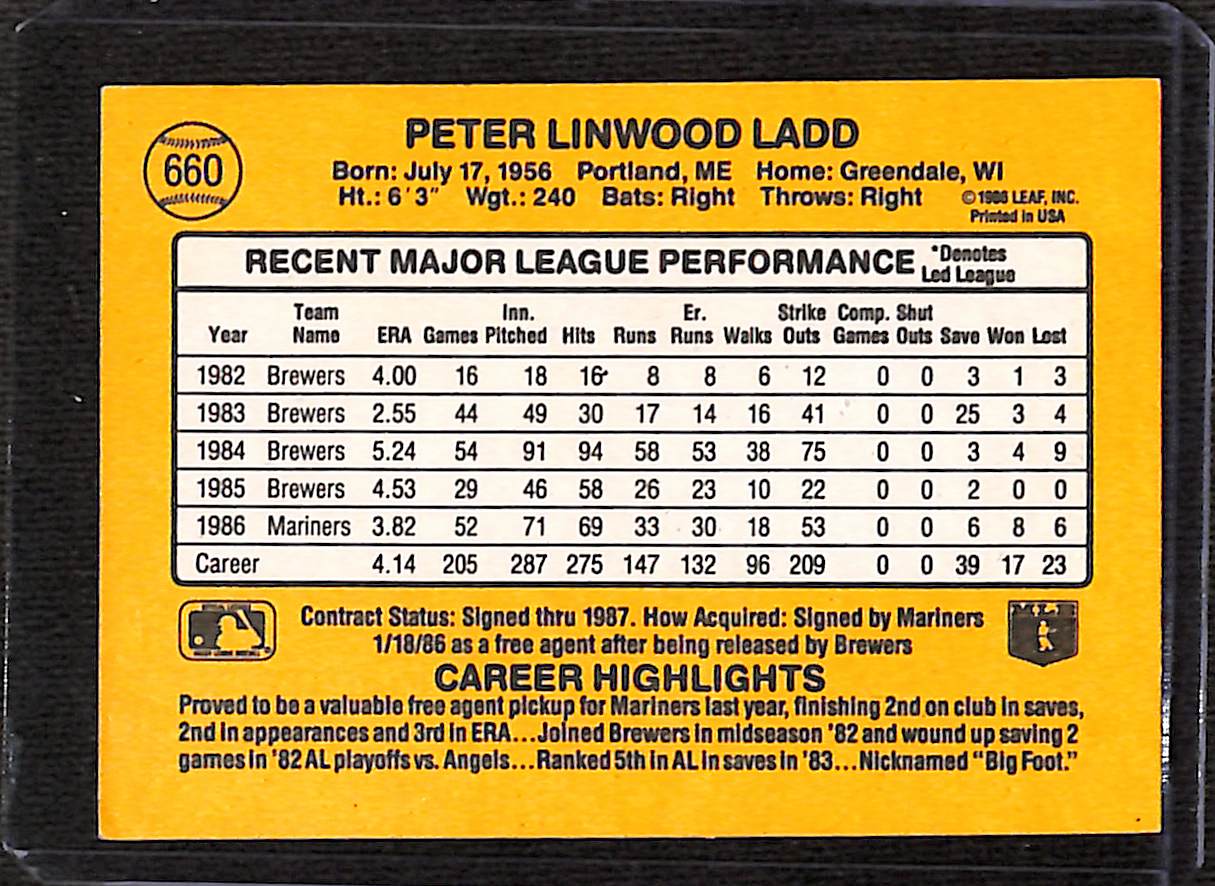 660
PETER LINWOOD LADD
Born: July 17, 1956 Portland, ME Home: Greendale, WI
Ht.: 6'3" Wgt.: 240 Bats: Right Throws: Right
©1986 LEAF, INC.
Printed in USA
RECENT MAJOR LEAGUE PERFORMANCE *Denotes Led League
Year Team Name ERA Games Inn. Pitched Hits Runs Er. Runs Walks Strike Outs Comp. Games Shut Outs Save Won Lost
1982 Brewers 4.00 16 18 16 8 8 6 12 0 0 3 1 3
1983 Brewers 2.55 44 49 30 17 14 16 41 0 0 25 3 4
1984 Brewers 5.24 54 91 94 58 53 38 75 0 0 3 4 9
1985 Brewers 4.53 29 46 58 26 23 10 22 0 0 2 0 0
1986 Mariners 3.82 52 71 69 33 30 18 53 0 0 6 8 6
Career 4.14 205 287 275 147 132 96 209 0 0 39 17 23
Contract Status: Signed thru 1987. How Acquired: Signed by Mariners
1/18/86 as a free agent after being released by Brewers
CAREER HIGHLIGHTS
Proved to be a valuable free agent pickup for Mariners last year, finishing 2nd on club in saves,
2nd in appearances and 3rd in ERA...Joined Brewers in midseason '82 and wound up saving 2
games in '82 AL playoffs vs. Angels...Ranked 5th in AL in saves in '83...Nicknamed "Big Foot."